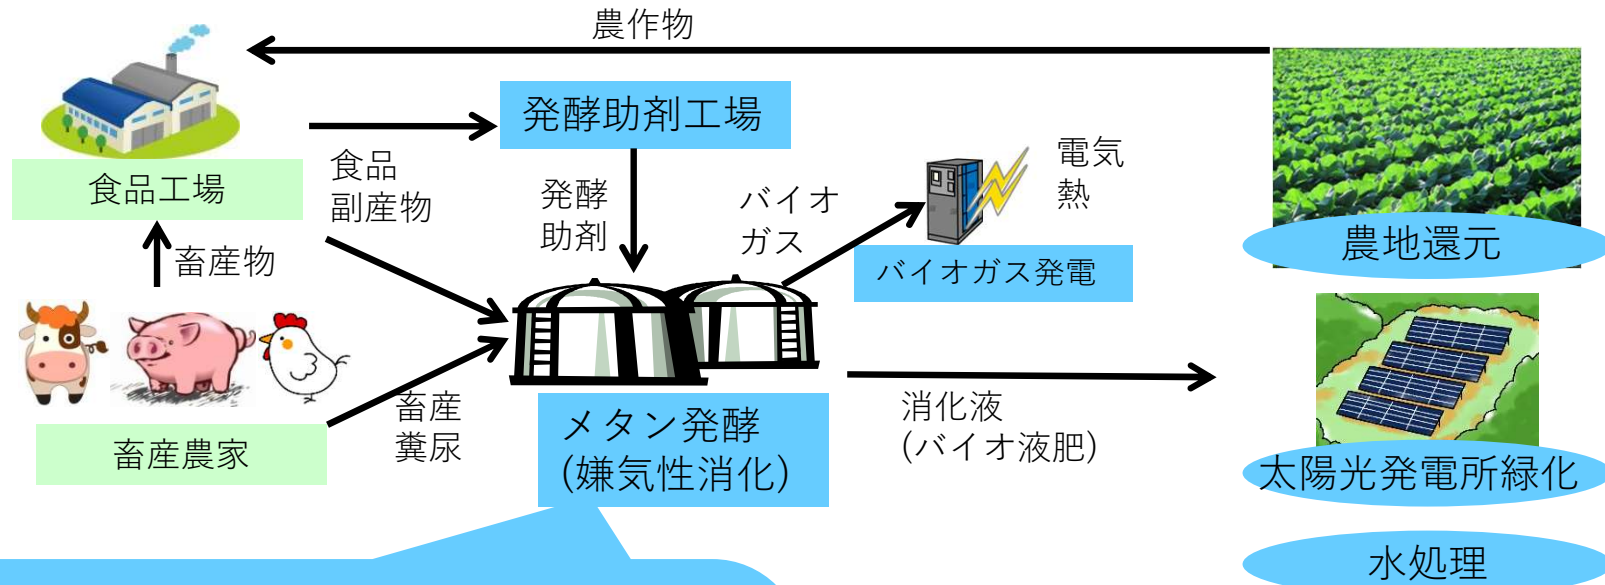 農作物
発酵助剤工場
食品工場
食品
副産物
発酵
助剤
バイオ
ガス
電気
熱
バイオガス発電
農地還元
畜産物
畜産農家
畜産
糞尿
メタン発酵
(嫌気性消化)
消化液
(バイオ液肥)
太陽光発電所緑化
水処理